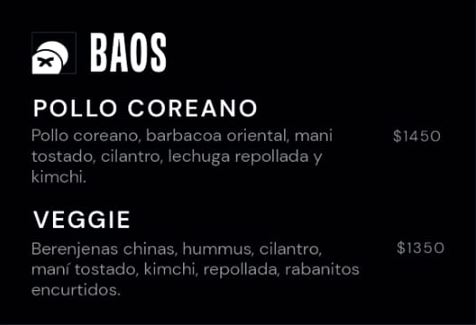 BAOS
POLLO COREANO
Pollo coreano, barbacoa oriental, mani
tostado, cilantro, lechuga repollada y
kimchi.
$1450
VEGGIE
Berenjenas chinas, hummus, cilantro,
maní tostado, kimchi, repollada, rabanitos
encurtidos.
$1350